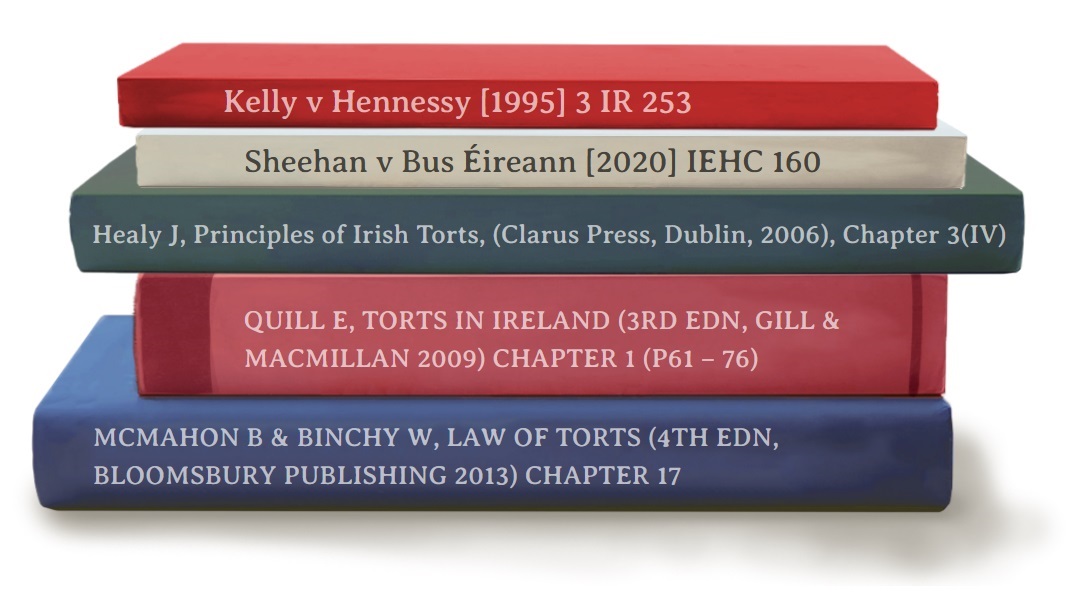 Kelly v Hennessy [1995] 3 IR 253
Sheehan v Bus Éireann [2020] IEHC 160
Healy J, Principles of Irish Torts, (Clarus Press, Dublin, 2006), Chapter 3(IV)
QUILL E, TORTS IN IRELAND (3RD EDN, GILL &
MACMILLAN 2009) CHAPTER 1 (P61 – 76)
MCMAHON B & BINCHY W, LAW OF TORTS (4TH EDN,
BLOOMSBURY PUBLISHING 2013) CHAPTER 17